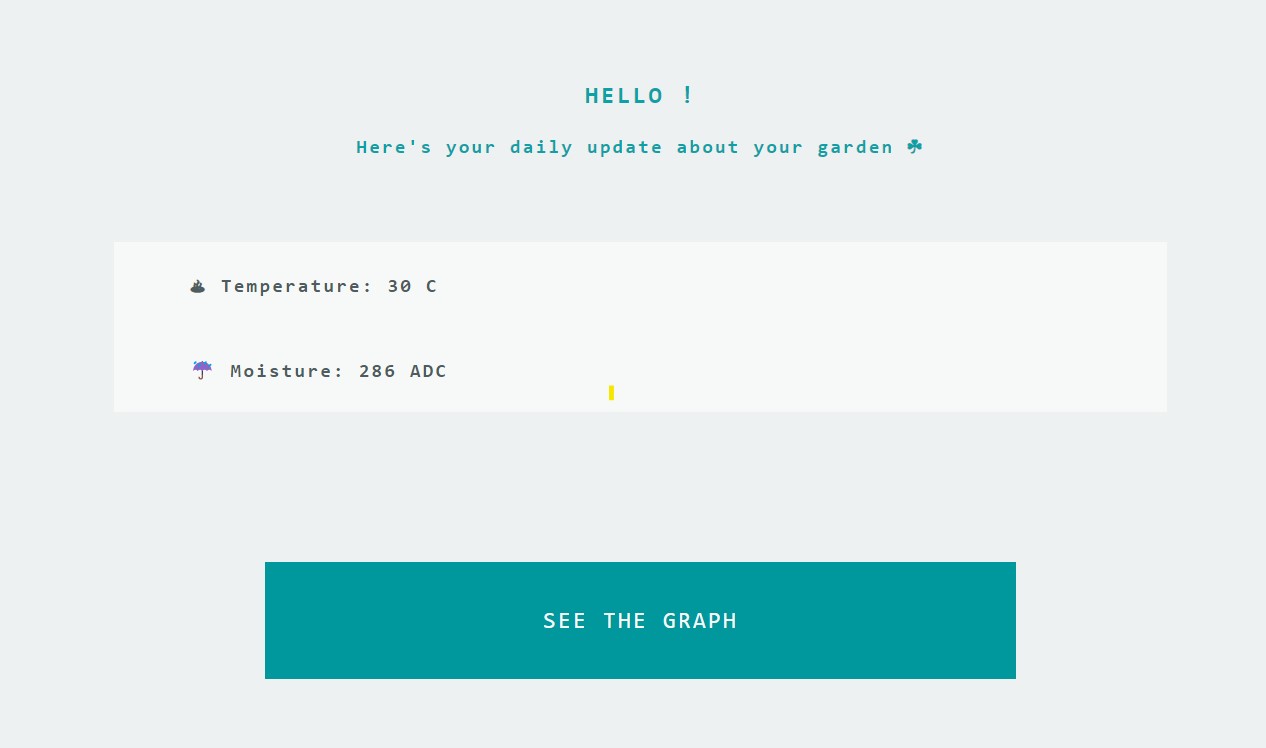 HELLO !
Here's your daily update about your garden ☘
Temperature: 30 C
Moisture: 286 ADC
SEE THE GRAPH